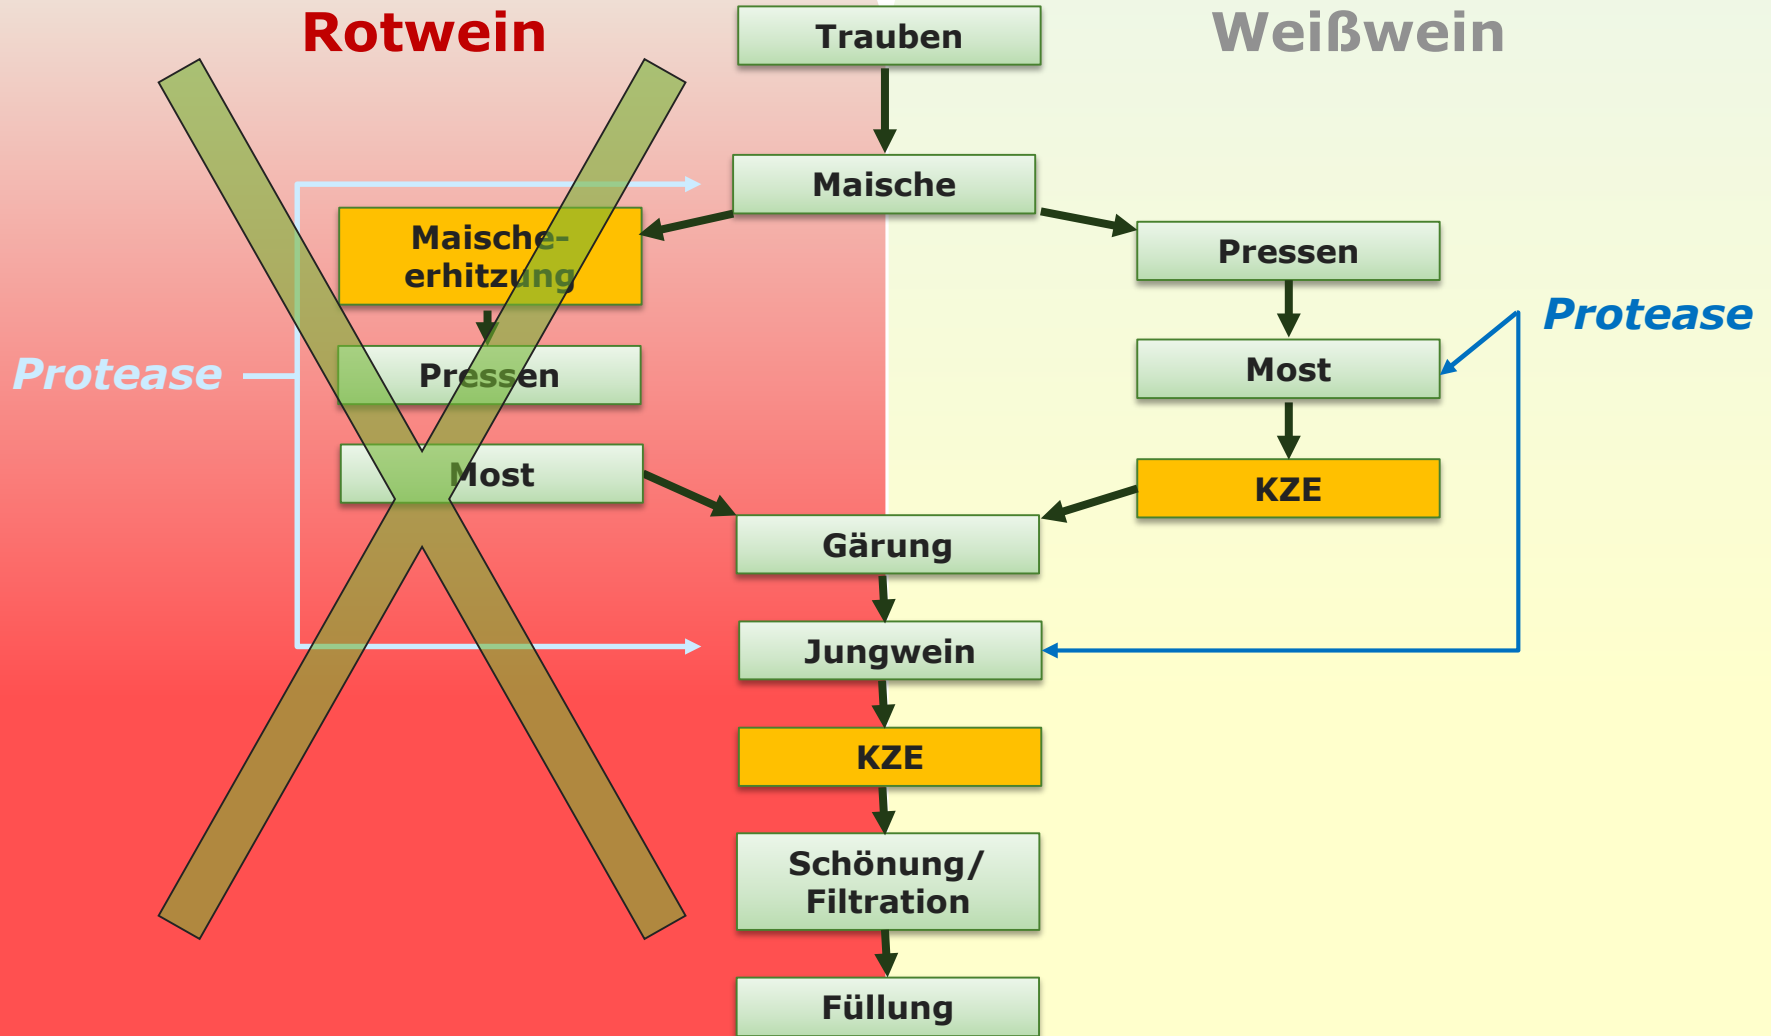 Rotwein
Weißwein
Trauben
Maische
Maische-
erhitzung
Pressen
Most
Protease
Pressen
Most
KZE
Protease
Gärung
Jungwein
KZE
Schönung/
Filtration
Füllung